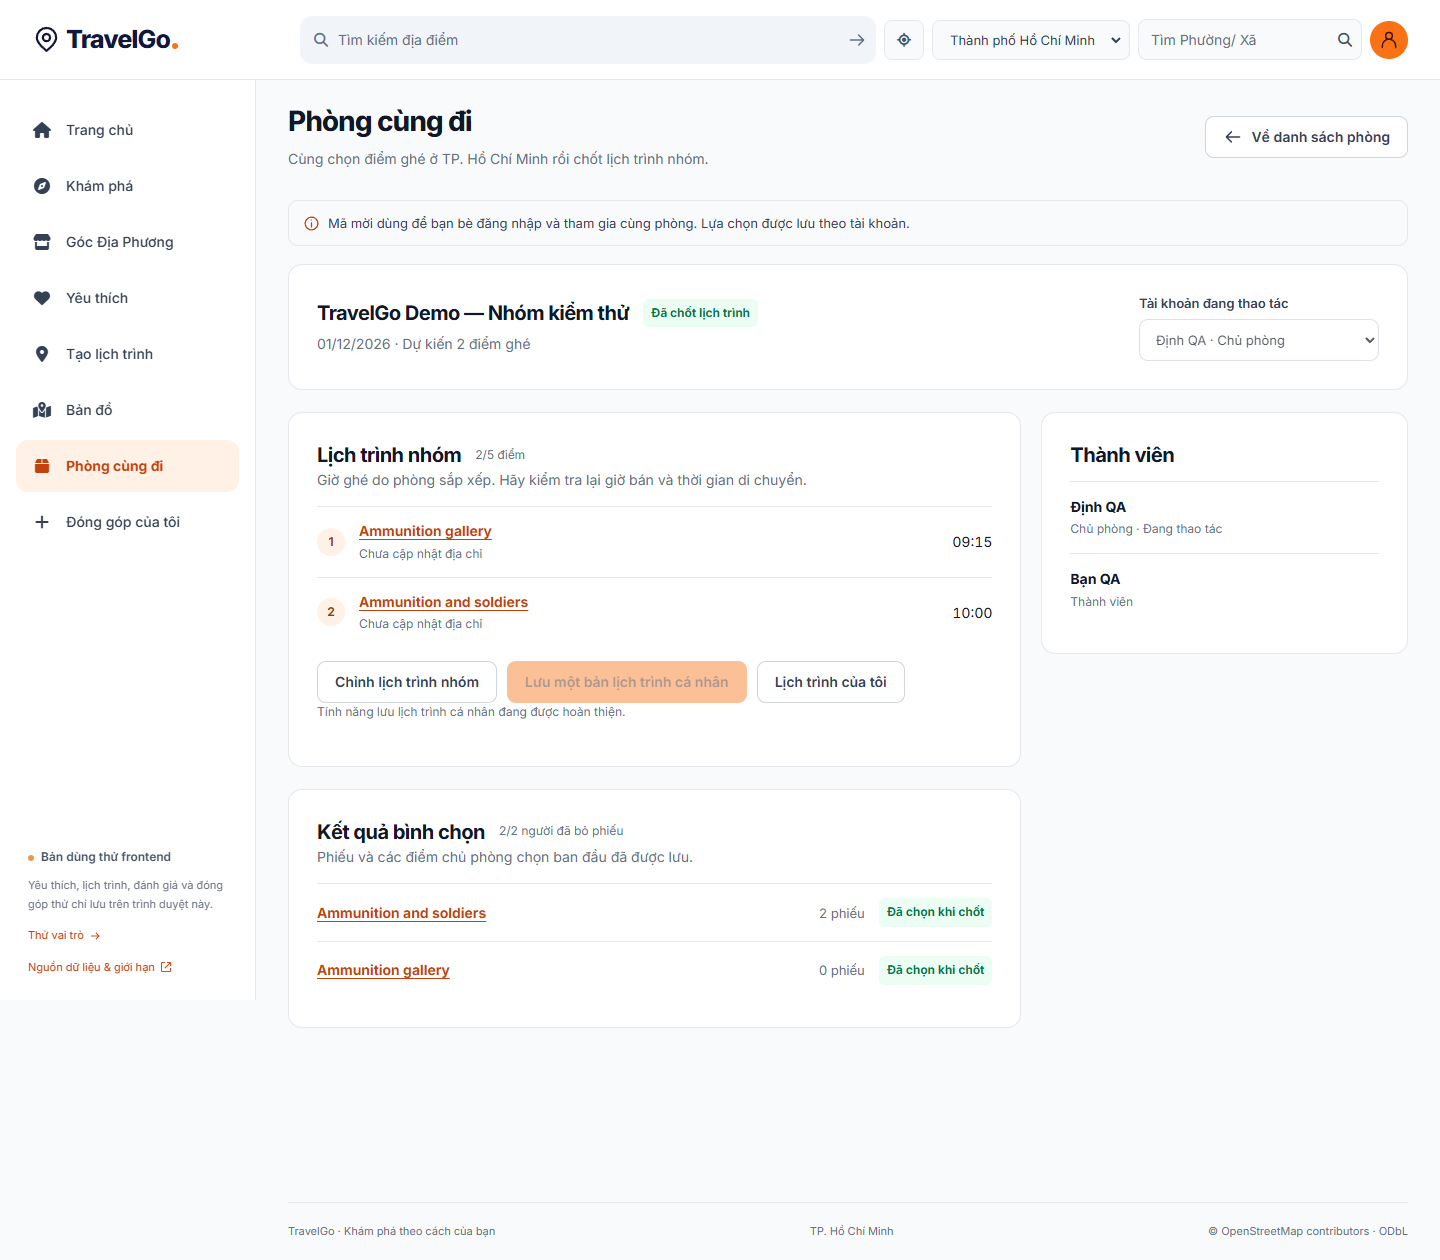 TravelGo.
Tìm kiếm địa điểm
Thành phố Hồ Chí Minh
Tìm Phường/ Xã
Trang chủ
Khám phá
Góc Địa Phương
Yêu thích
Tạo lịch trình
Bản đồ
Phòng cùng đi
Đóng góp của tôi
Bản dùng thử frontend
Yêu thích, lịch trình, đánh giá và đóng
góp thử chỉ lưu trên trình duyệt này.
Thử vai trò →
Nguồn dữ liệu & giới hạn
Phòng cùng đi
Cùng chọn điểm ghé ở TP. Hồ Chí Minh rồi chốt lịch trình nhóm.
← Về danh sách phòng
Mã mời dùng để bạn bè đăng nhập và tham gia cùng phòng. Lựa chọn được lưu theo tài khoản.
TravelGo Demo — Nhóm kiểm thử Đã chốt lịch trình
01/12/2026 · Dự kiến 2 điểm ghé
Tài khoản đang thao tác
Định QA · Chủ phòng
Lịch trình nhóm 2/5 điểm
Giờ ghé do phòng sắp xếp. Hãy kiểm tra lại giờ bán và thời gian di chuyển.
1 Ammunition gallery 09:15
Chưa cập nhật địa chỉ
2 Ammunition and soldiers 10:00
Chưa cập nhật địa chỉ
Chỉnh lịch trình nhóm Lưu một bản lịch trình cá nhân Lịch trình của tôi
Tính năng lưu lịch trình cá nhân đang được hoàn thiện.
Thành viên
Định QA
Chủ phòng · Đang thao tác
Bạn QA
Thành viên
Kết quả bình chọn 2/2 người đã bỏ phiếu
Phiếu và các điểm chủ phòng chọn ban đầu đã được lưu.
Ammunition and soldiers 2 phiếu Đã chọn khi chốt
Ammunition gallery 0 phiếu Đã chọn khi chốt
TravelGo · Khám phá theo cách của bạn TP. Hồ Chí Minh © OpenStreetMap contributors · ODbL